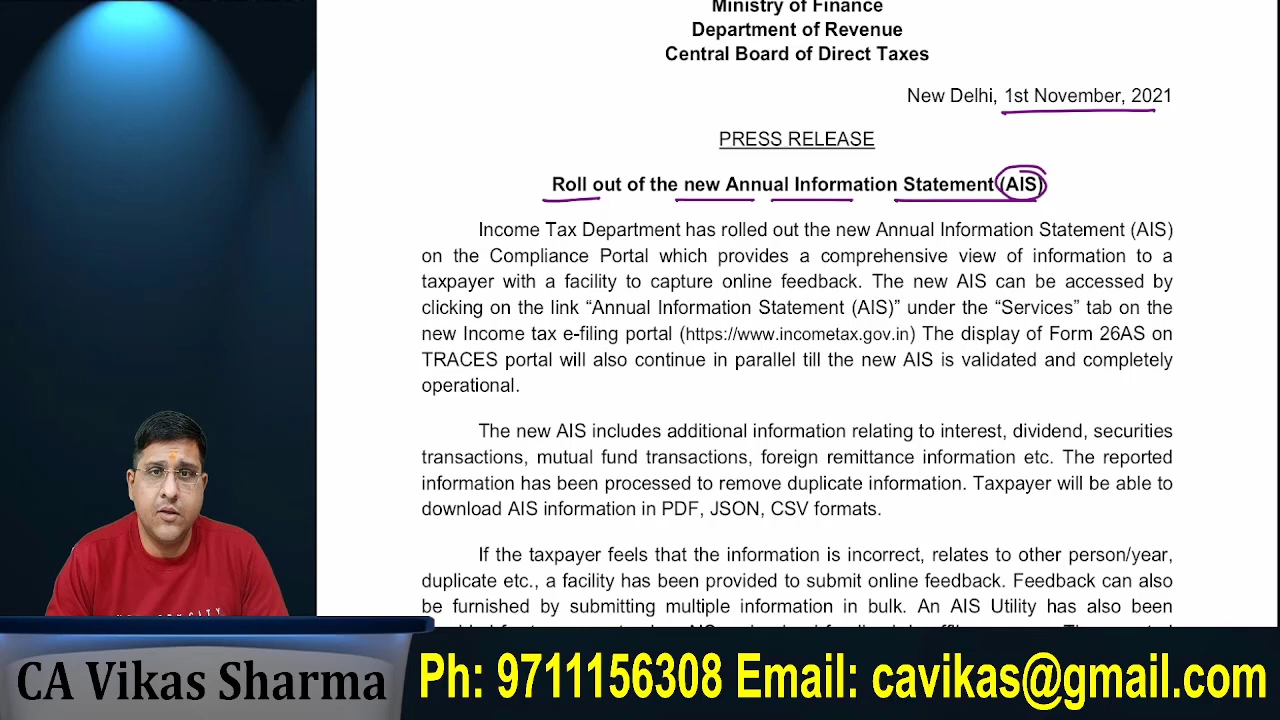 Ministry of Finance
Department of Revenue
Central Board of Direct Taxes
New Delhi, 1st November, 2021
PRESS RELEASE
Roll out of the new Annual Information Statement (AIS)
Income Tax Department has rolled out the new Annual Information Statement (AIS)
on the Compliance Portal which provides a comprehensive view of information to a
taxpayer with a facility to capture online feedback. The new AIS can be accessed by
clicking on the link “Annual Information Statement (AIS)” under the “Services” tab on the
new Income tax e-filing portal (https://www.incometax.gov.in) The display of Form 26AS on
TRACES portal will also continue in parallel till the new AIS is validated and completely
operational.
The new AIS includes additional information relating to interest, dividend, securities
transactions, mutual fund transactions, foreign remittance information etc. The reported
information has been processed to remove duplicate information. Taxpayer will be able to
download AIS information in PDF, JSON, CSV formats.
If the taxpayer feels that the information is incorrect, relates to other person/year,
duplicate etc., a facility has been provided to submit online feedback. Feedback can also
be furnished by submitting multiple information in bulk. An AIS Utility has also been
CA Vikas Sharma
Ph: 9711156308 Email: cavikas@gmail.com